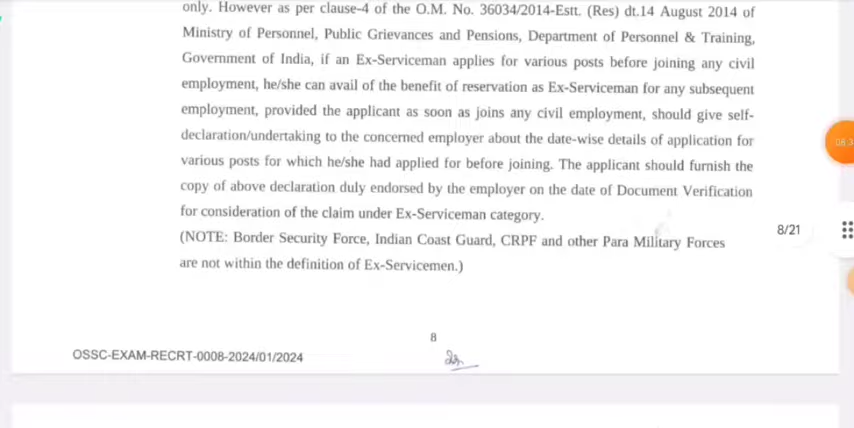 only. However as per clause-4 of the O.M. No. 36034/2014-Estt. (Res) dt.14 August 2014 of
Ministry of Personnel, Public Grievances and Pensions, Department of Personnel & Training,
Government of India, if an Ex-Serviceman applies for various posts before joining any civil
employment, he/she can avail of the benefit of reservation as Ex-Serviceman for any subsequent
employment, provided the applicant as soon as joins any civil employment, should give self-
declaration/undertaking to the concerned employer about the date-wise details of application for
various posts for which he/she had applied for before joining. The applicant should furnish the
copy of above declaration duly endorsed by the employer on the date of Document Verification
for consideration of the claim under Ex-Serviceman category.
(NOTE: Border Security Force, Indian Coast Guard, CRPF and other Para Military Forces
are not within the definition of Ex-Servicemen.)
8/21
8
OSSC-EXAM-RECRT-0008-2024/01/2024